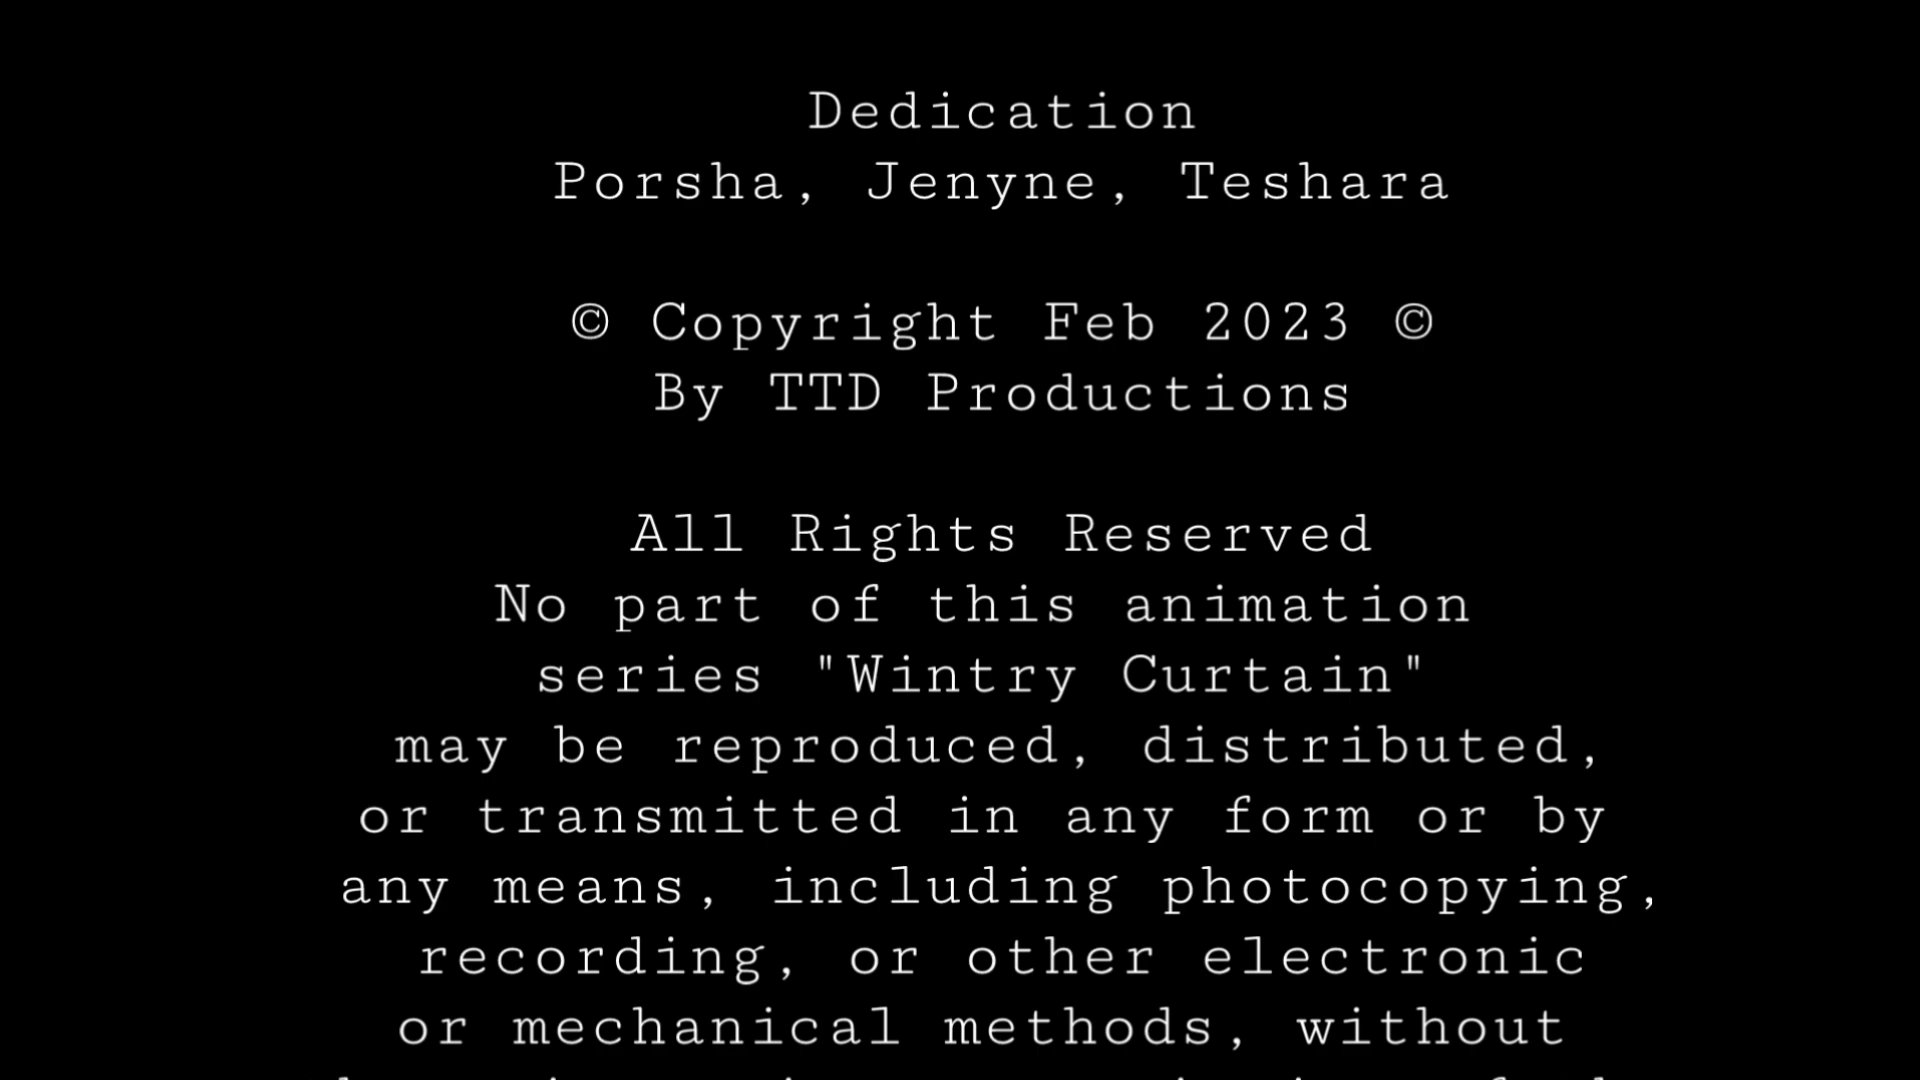 Dedication
Porsha, Jenyne, Teshara
© Copyright Feb 2023 ©
By TTD Productions
All Rights Reserved
No part of this animation
series "Wintry Curtain"
may be reproduced, distributed,
or transmitted in any form or by
any means, including photocopying,
recording, or other electronic
or mechanical methods, without